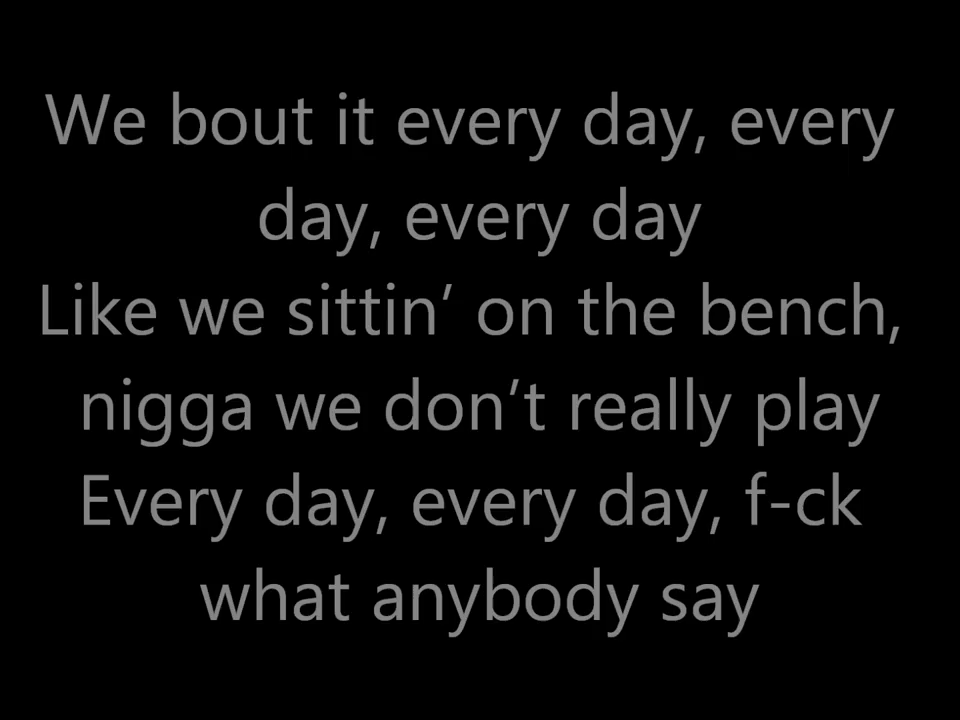 We bout it every day, every
day, every day
Like we sittin’ on the bench,
nigga we don’t really play
Every day, every day, f-ck
what anybody say